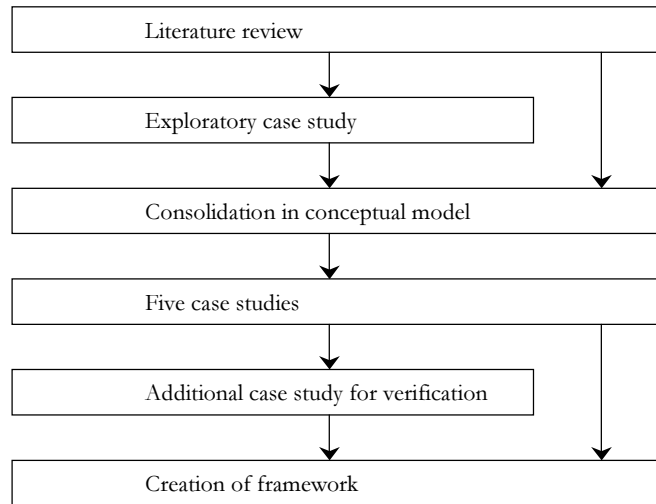 Literature review
Exploratory case study
Consolidation in conceptual model
Five case studies
Additional case study for verification
Creation of framework